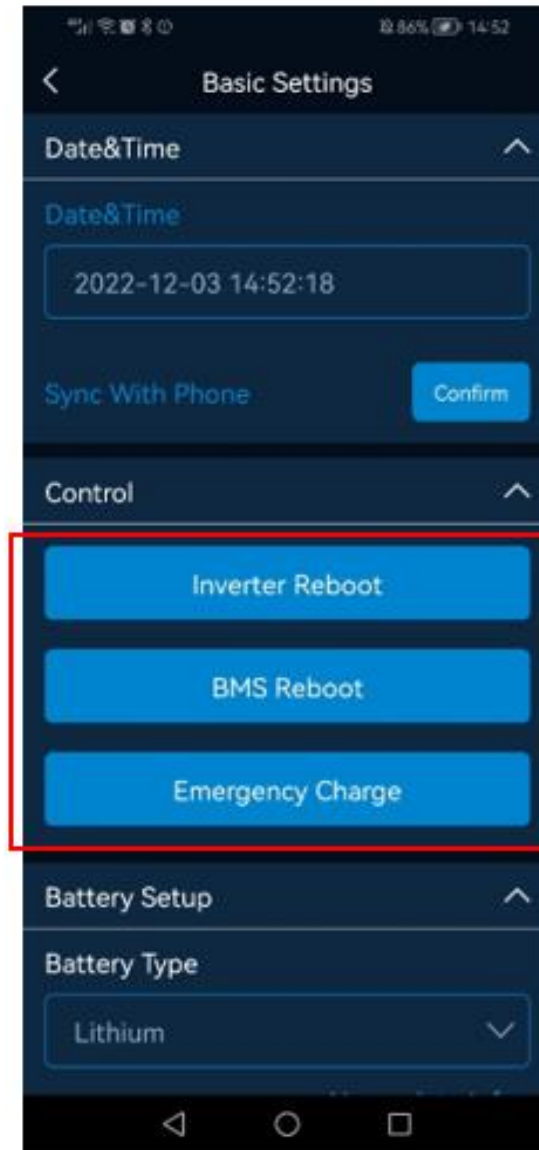 86% 14:52
Basic Settings
Date&Time
Date&Time
2022-12-03 14:52:18
Sync With Phone
Confirm
Control
Inverter Reboot
BMS Reboot
Emergency Charge
Battery Setup
Battery Type
Lithium